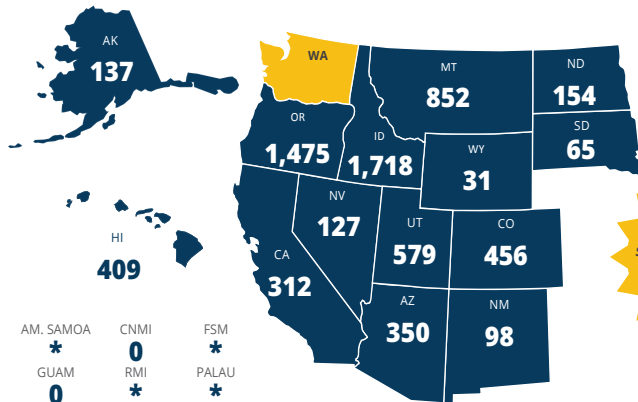 AK
137
WA
MT
852
ND
154
OR
1,475
ID
1,718
SD
65
WY
31
NV
127
UT
579
CO
456
CA
312
HI
409
AZ
350
NM
98
AM. SAMOA
*
CNMI
0
FSM
*
GUAM
0
RMI
*
PALAU
*